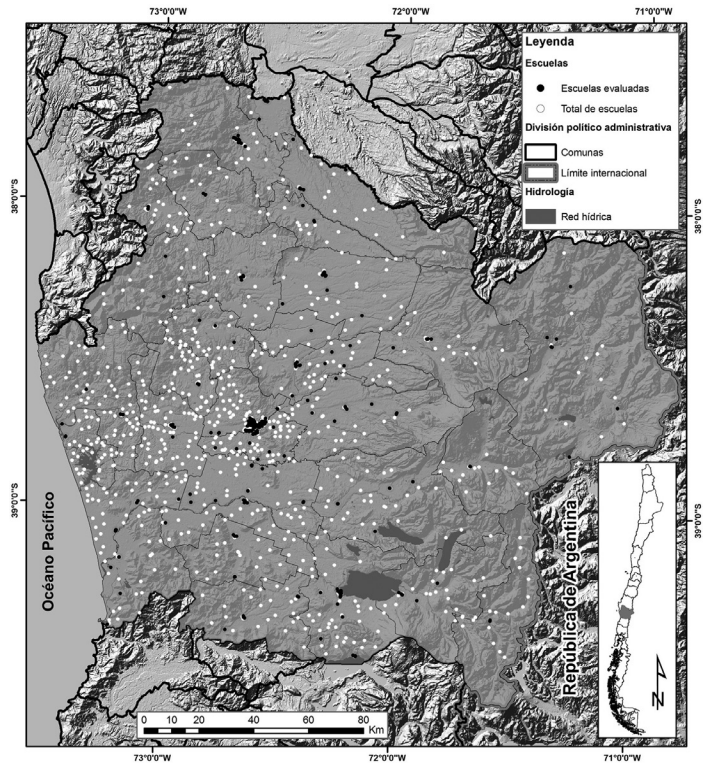 73°0'0"W
72°0'0"W
71°0'0"W
Leyenda
Escuelas
Escuelas evaluadas
Total de escuelas
División político administrativa
Comunas
Límite internacional
Hidrología
Red hídrica
38°0'0"S
38°0'0"S
39°0'0"S
39°0'0"S
Océano Pacífico
República de Argentina
N
0 10 20 40 60 80
Km
73°0'0"W
72°0'0"W
71°0'0"W